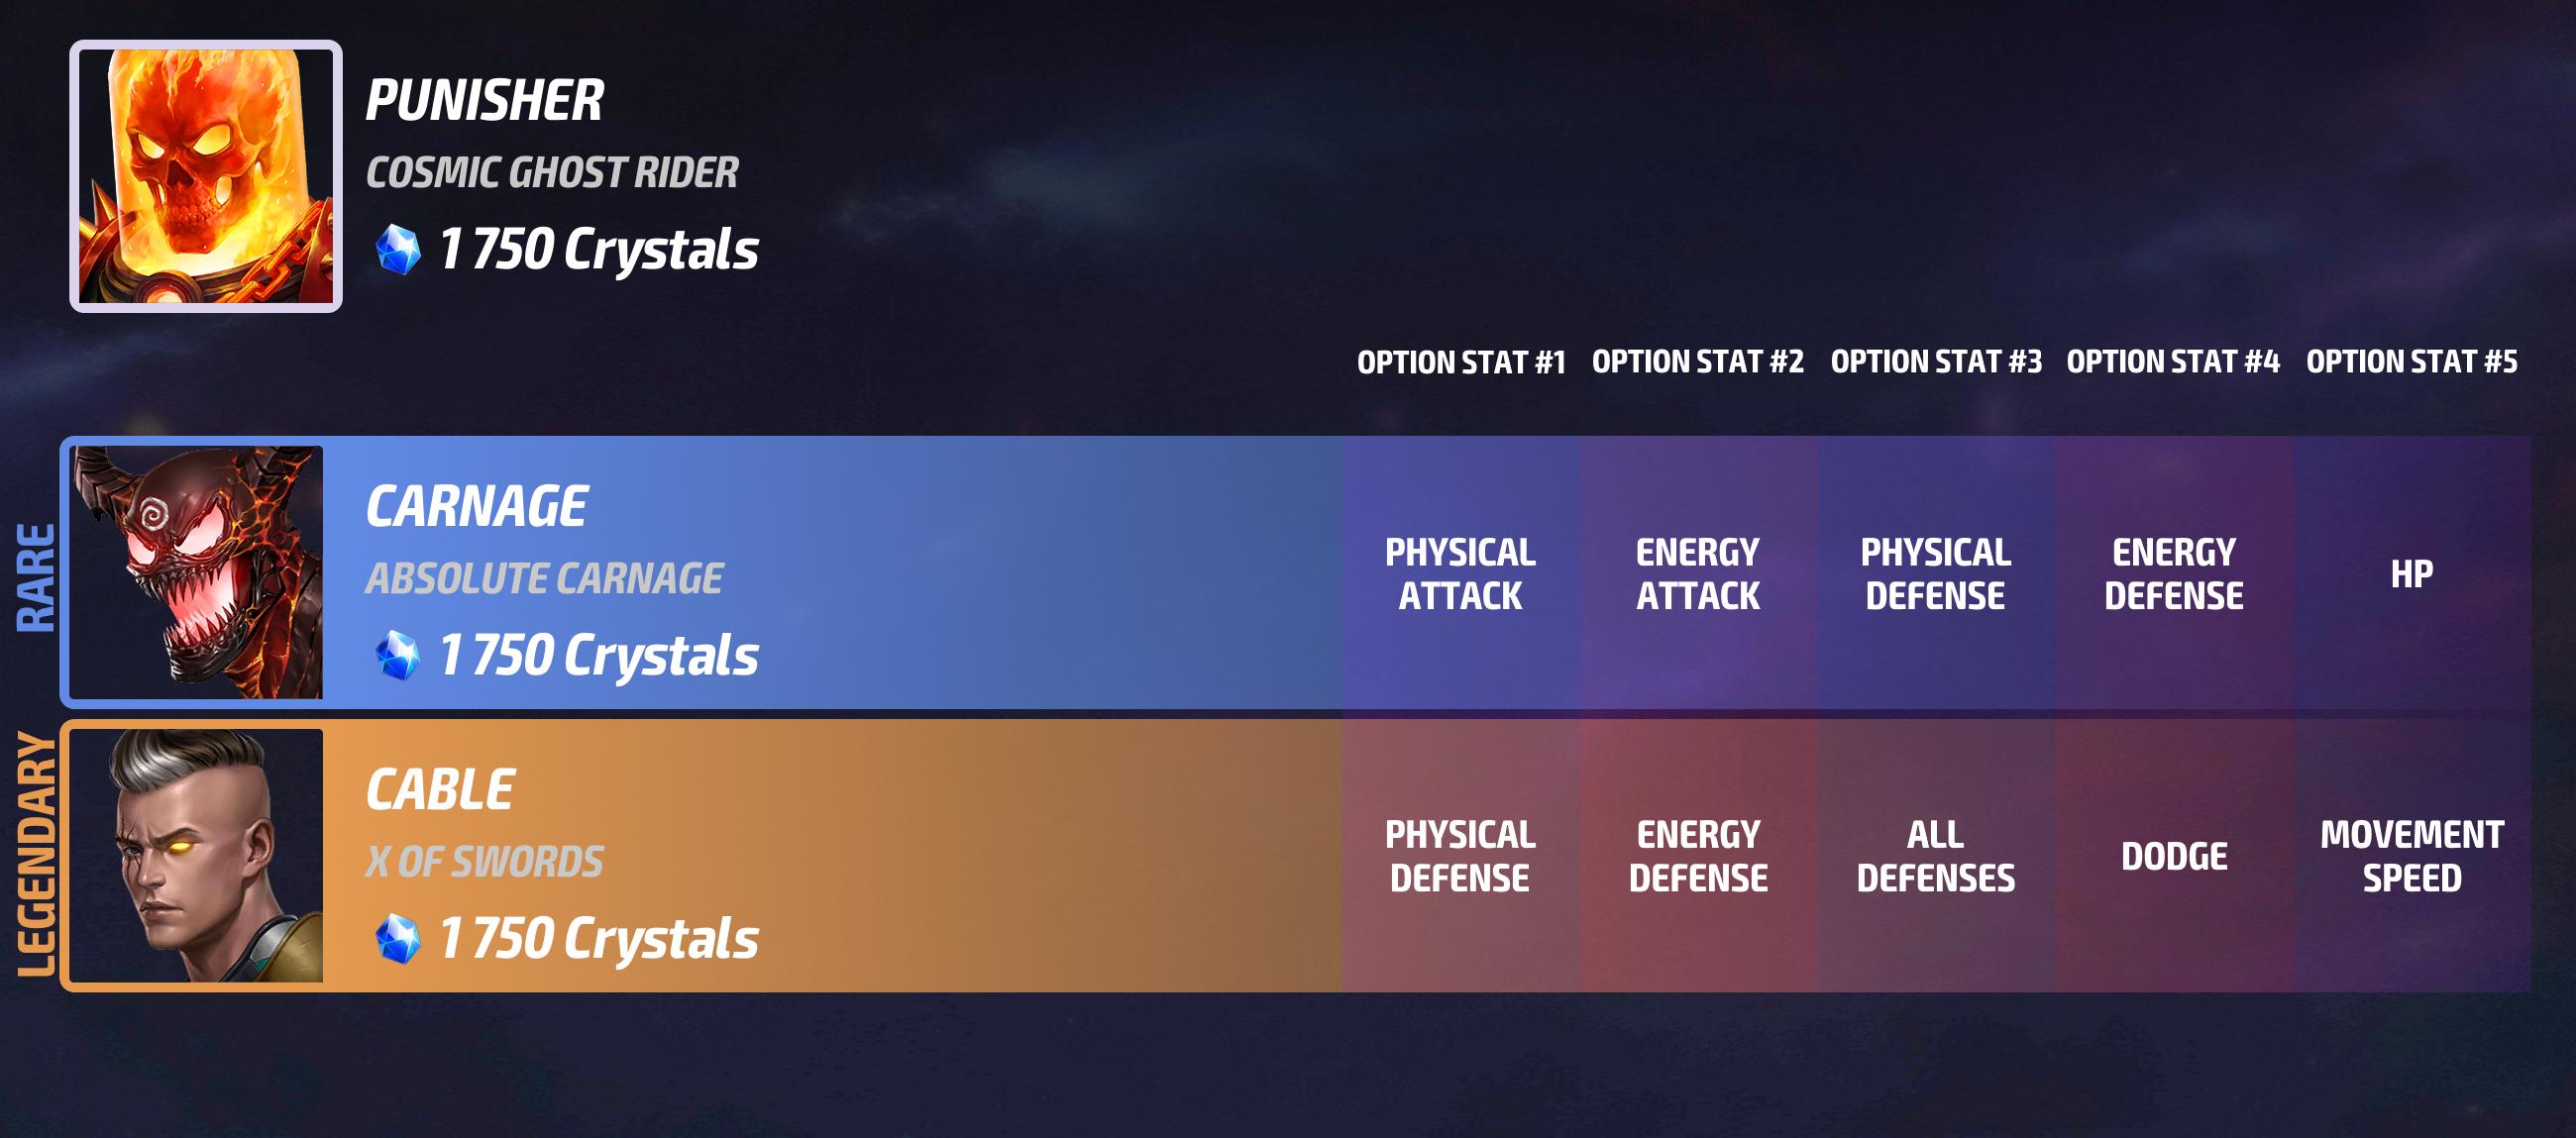 PUNISHER
COSMIC GHOST RIDER
1 750 Crystals
OPTION STAT #1 OPTION STAT #2 OPTION STAT #3 OPTION STAT #4 OPTION STAT #5
RARE
CARNAGE
ABSOLUTE CARNAGE
1 750 Crystals
PHYSICAL
ATTACK
ENERGY
ATTACK
PHYSICAL
DEFENSE
ENERGY
DEFENSE
HP
LEGENDARY
CABLE
X OF SWORDS
1 750 Crystals
PHYSICAL
DEFENSE
ENERGY
DEFENSE
ALL
DEFENSES
DODGE
MOVEMENT
SPEED